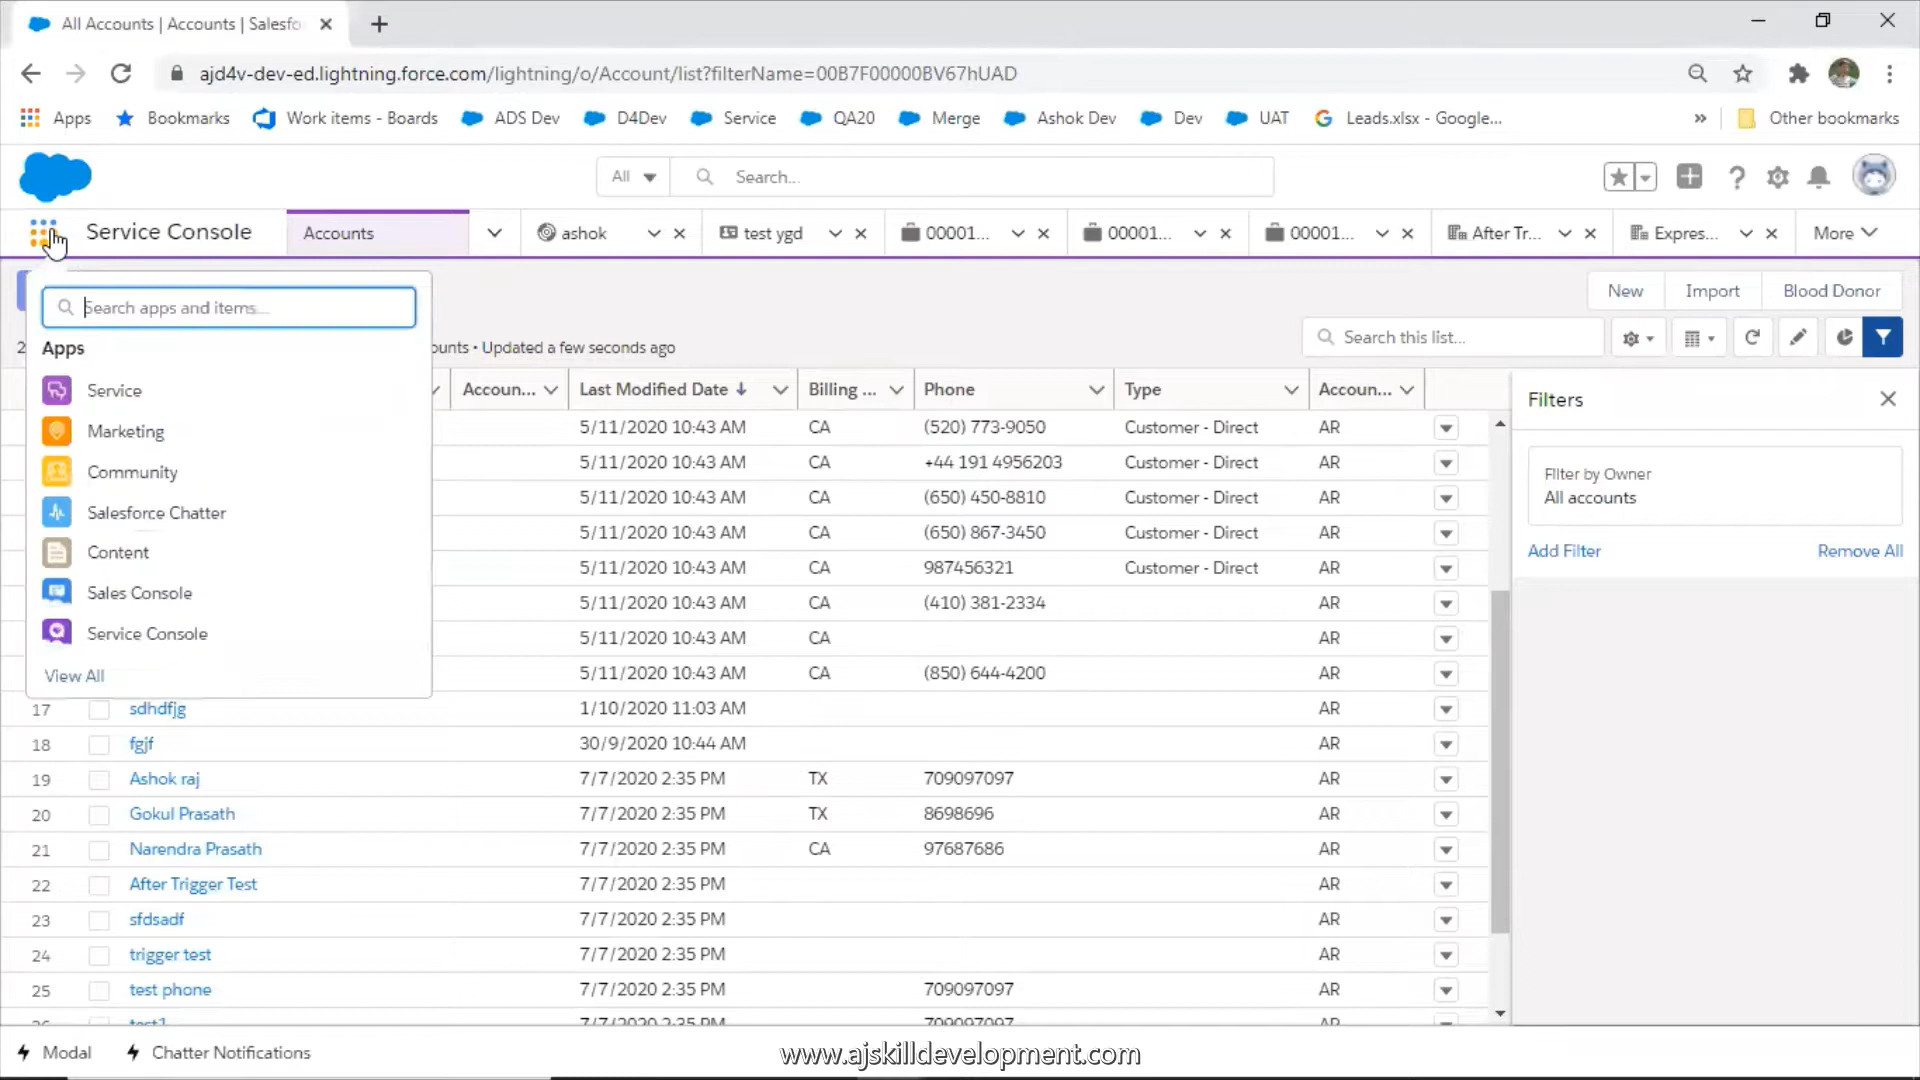 All Accounts | Accounts | Salesfo
ajd4v-dev-ed.lightning.force.com/lightning/o/Account/list?filterName=00B7F00000BV67hUAD
Apps Bookmarks Work items - Boards ADS Dev D4Dev Service QA20 Merge Ashok Dev Dev UAT Leads.xlsx - Google... » Other bookmarks
All Search...
Service Console Accounts ashok test ygd 00001... 00001... 00001... After Tr... Expres... More
Search apps and items...
New Import Blood Donor
Search this list...
2 ounts • Updated a few seconds ago
Apps
Service
Marketing
Community
Salesforce Chatter
Content
Sales Console
Service Console
View All
Accoun... Last Modified Date ↓ Billing ... Phone Type Accoun...
5/11/2020 10:43 AM CA (520) 773-9050 Customer - Direct AR
5/11/2020 10:43 AM CA +44 191 4956203 Customer - Direct AR
5/11/2020 10:43 AM CA (650) 450-8810 Customer - Direct AR
5/11/2020 10:43 AM CA (650) 867-3450 Customer - Direct AR
5/11/2020 10:43 AM CA 987456321 Customer - Direct AR
5/11/2020 10:43 AM CA (410) 381-2334 AR
5/11/2020 10:43 AM CA AR
5/11/2020 10:43 AM CA (850) 644-4200 AR
17 sdhdfjg 1/10/2020 11:03 AM AR
18 fgjf 30/9/2020 10:44 AM AR
19 Ashok raj 7/7/2020 2:35 PM TX 709097097 AR
20 Gokul Prasath 7/7/2020 2:35 PM TX 8698696 AR
21 Narendra Prasath 7/7/2020 2:35 PM CA 97687686 AR
22 After Trigger Test 7/7/2020 2:35 PM AR
23 sfdsadf 7/7/2020 2:35 PM AR
24 trigger test 7/7/2020 2:35 PM AR
25 test phone 7/7/2020 2:35 PM 709097097 AR
26 test1 7/7/2020 2:35 PM 709097097 AR
Filters
Filter by Owner
All accounts
Add Filter Remove All
Modal Chatter Notifications
www.ajskilldevelopment.com